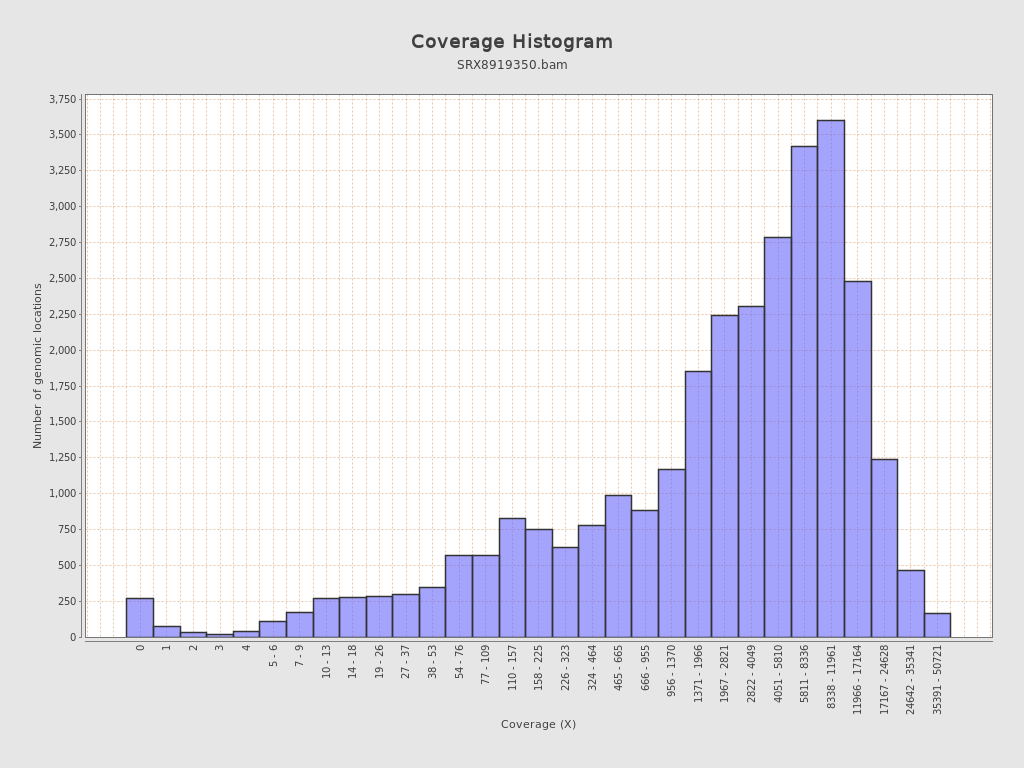 Coverage Histogram
SRX8919350.bam
Number of genomic locations
3,750
3,500
3,250
3,000
2,750
2,500
2,250
2,000
1,750
1,500
1,250
1,000
750
500
250
0
0
1
2
3
4
5 - 6
7 - 9
10 - 13
14 - 18
19 - 26
27 - 37
38 - 53
54 - 76
77 - 109
110 - 157
158 - 225
226 - 323
324 - 464
465 - 665
666 - 955
956 - 1370
1371 - 1966
1967 - 2821
2822 - 4049
4051 - 5810
5811 - 8336
8338 - 11961
11966 - 17164
17167 - 24628
24642 - 35341
35391 - 50721
Coverage (X)